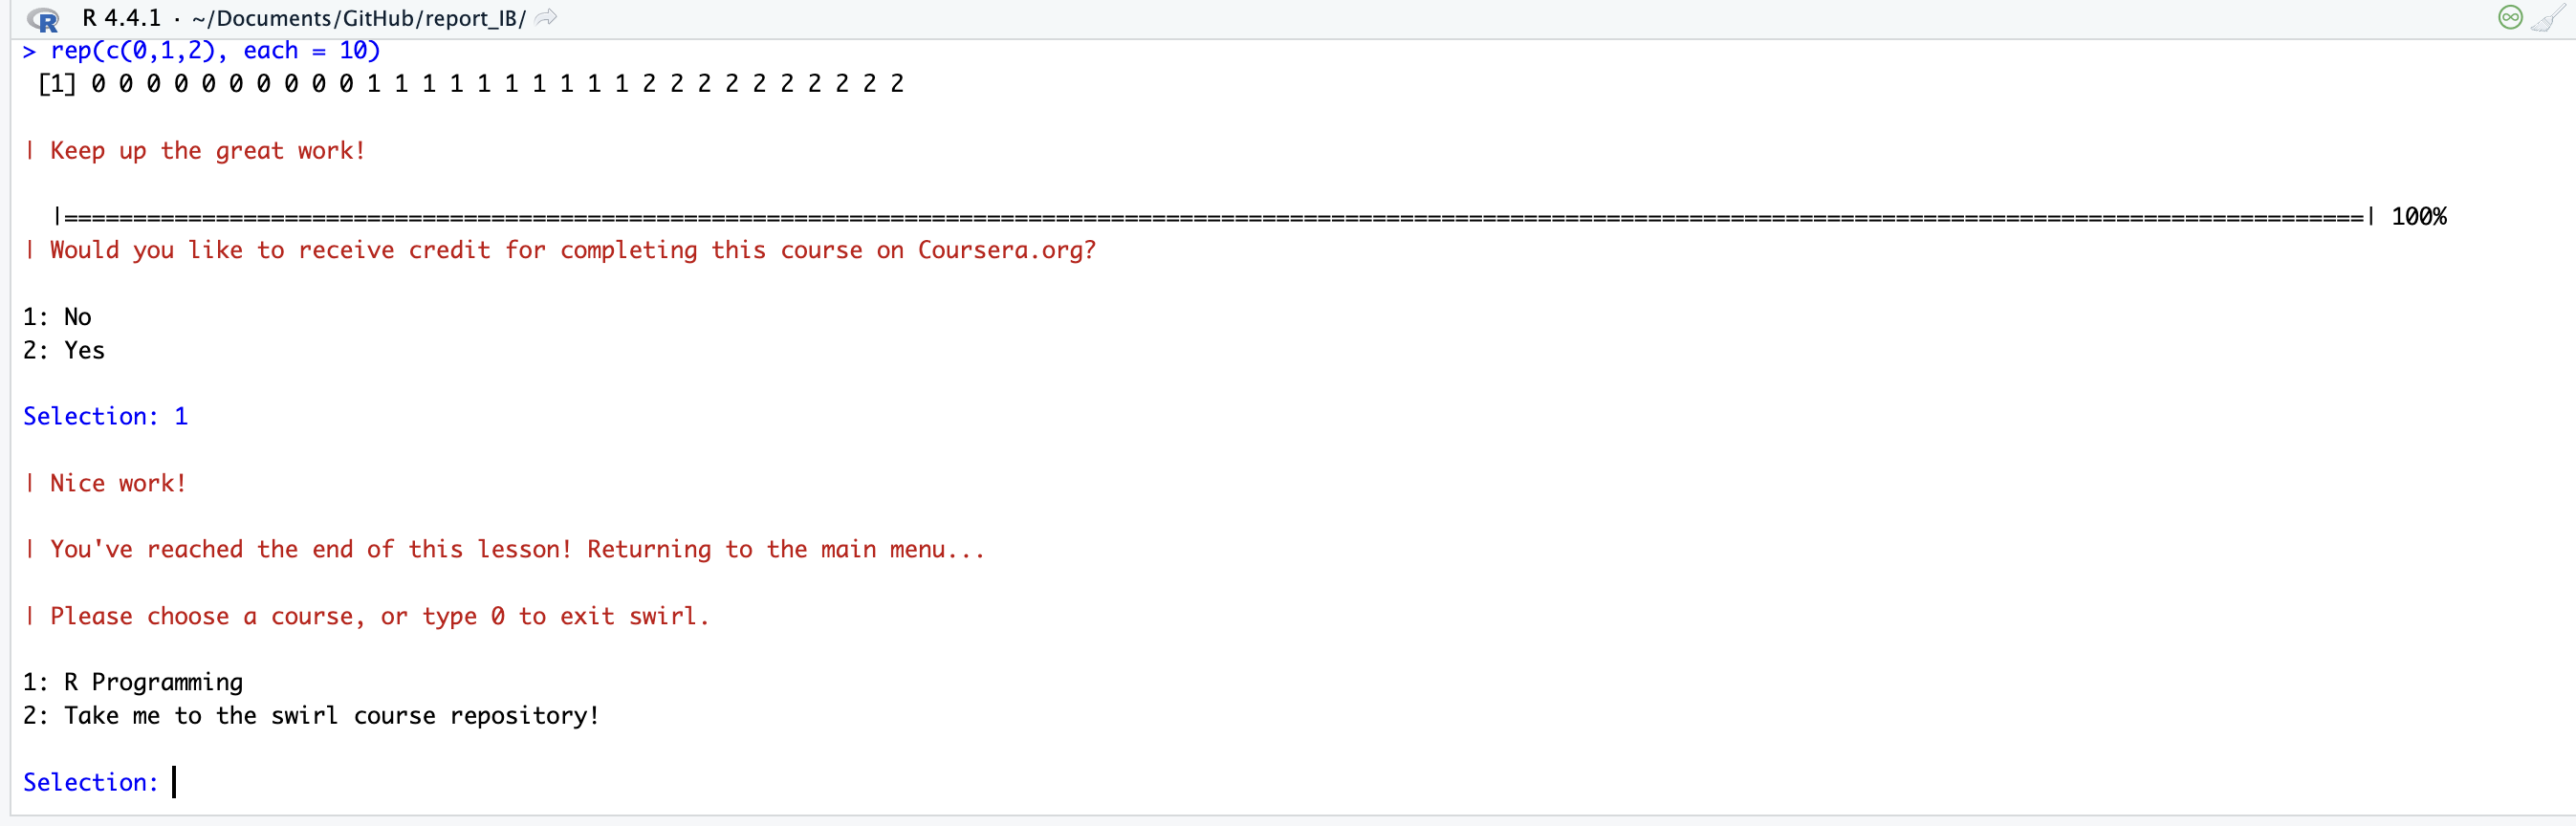 R 4.4.1 · ~/Documents/GitHub/report_IB/
> rep(c(0,1,2), each = 10)
[1] 0 0 0 0 0 0 0 0 0 0 1 1 1 1 1 1 1 1 1 1 2 2 2 2 2 2 2 2 2 2
| Keep up the great work!
|=======================================================================================================================================================================| 100%
| Would you like to receive credit for completing this course on Coursera.org?
1: No
2: Yes
Selection: 1
| Nice work!
| You've reached the end of this lesson! Returning to the main menu...
| Please choose a course, or type 0 to exit swirl.
1: R Programming
2: Take me to the swirl course repository!
Selection: